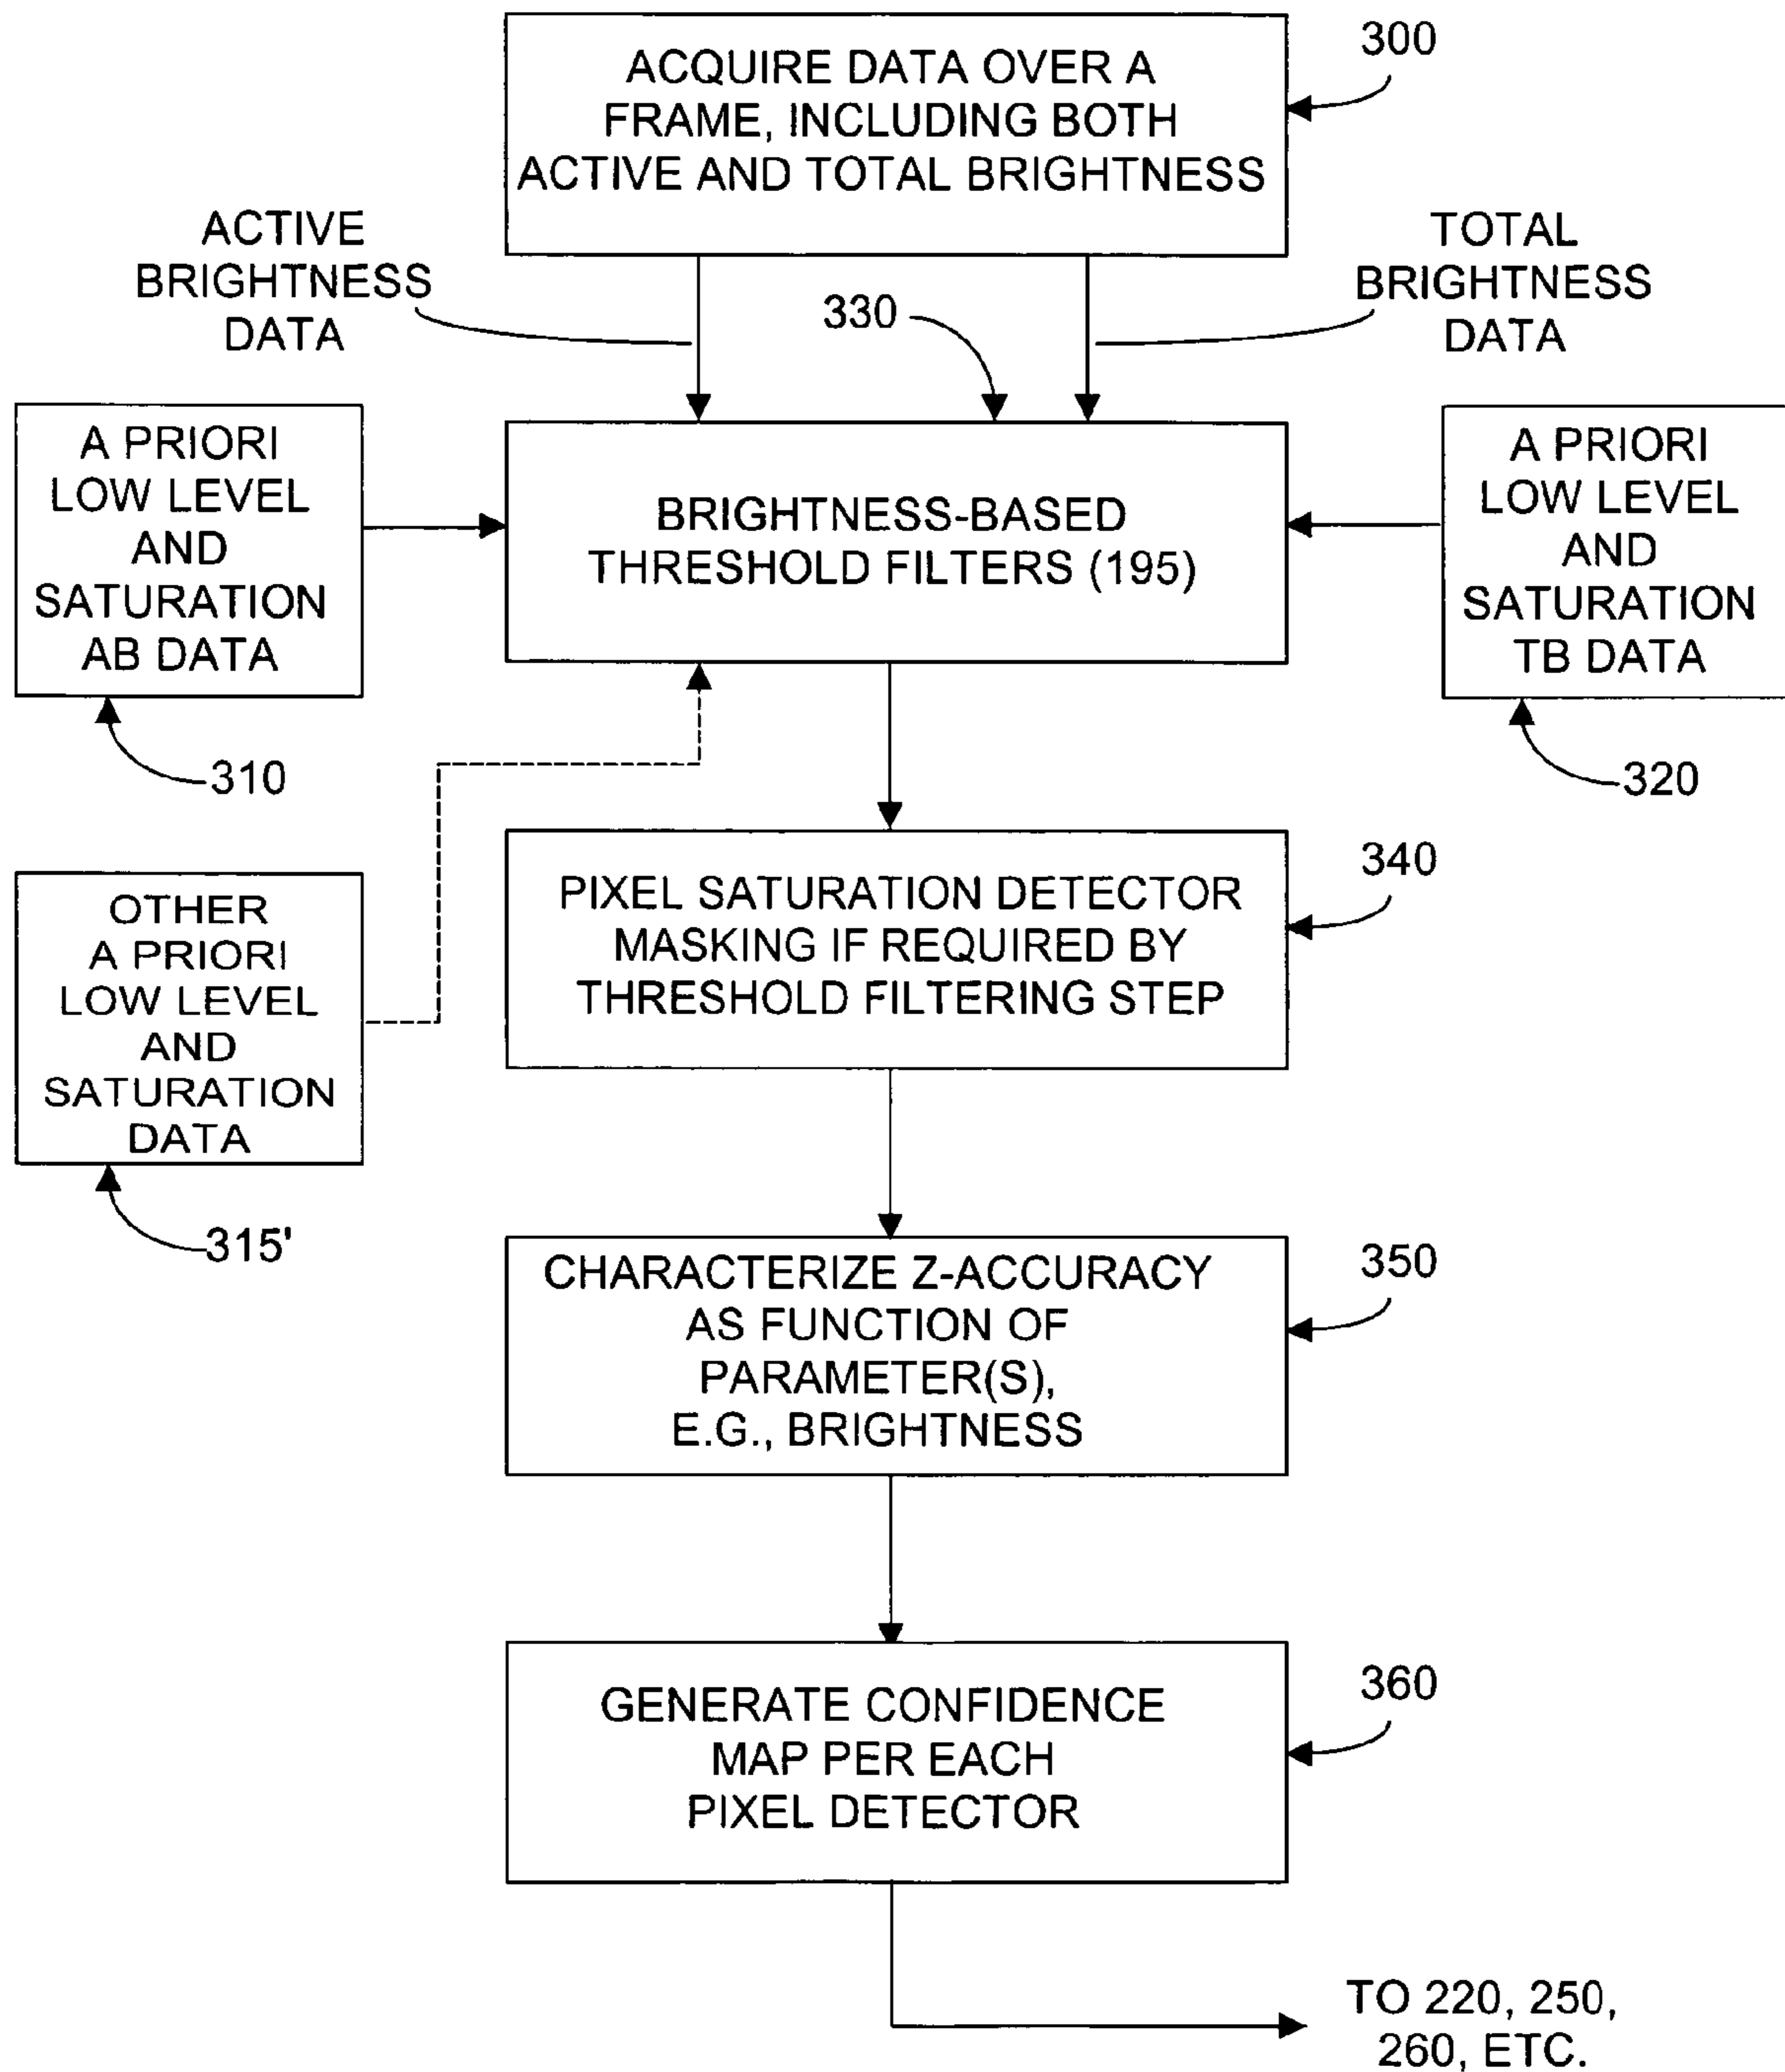 ACQUIRE DATA OVER A
FRAME, INCLUDING BOTH
ACTIVE AND TOTAL BRIGHTNESS
300
ACTIVE
BRIGHTNESS
DATA
330
TOTAL
BRIGHTNESS
DATA
A PRIORI
LOW LEVEL
AND
SATURATION
AB DATA
310
BRIGHTNESS-BASED
THRESHOLD FILTERS (195)
A PRIORI
LOW LEVEL
AND
SATURATION
TB DATA
320
OTHER
A PRIORI
LOW LEVEL
AND
SATURATION
DATA
315'
PIXEL SATURATION DETECTOR
MASKING IF REQUIRED BY
THRESHOLD FILTERING STEP
340
CHARACTERIZE Z-ACCURACY
AS FUNCTION OF
PARAMETER(S),
E.G., BRIGHTNESS
350
GENERATE CONFIDENCE
MAP PER EACH
PIXEL DETECTOR
360
TO 220, 250,
260, ETC.